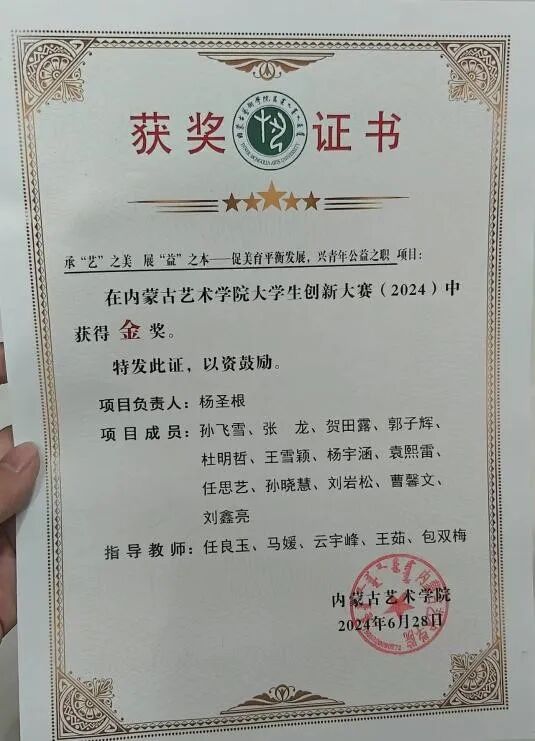 获奖证书
INNER MONGOLIA ARTS UNIVERSITY
承“艺”之美 展“益”之本——促美育平衡发展，兴青年公益之职 项目：
在内蒙古艺术学院大学生创新大赛（2024）中
获得金奖。
特发此证，以资鼓励。
项目负责人：杨圣根
项目成员：孙飞雪、张　龙、贺田露、郭子辉、
杜明哲、王雪颖、杨宇涵、袁熙雷、
任思艺、孙晓慧、刘岩松、曹馨文、
刘鑫亮
指导教师：任良玉、马媛、云宇峰、王茹、包双梅
内蒙古艺术学院
2024年6月28日